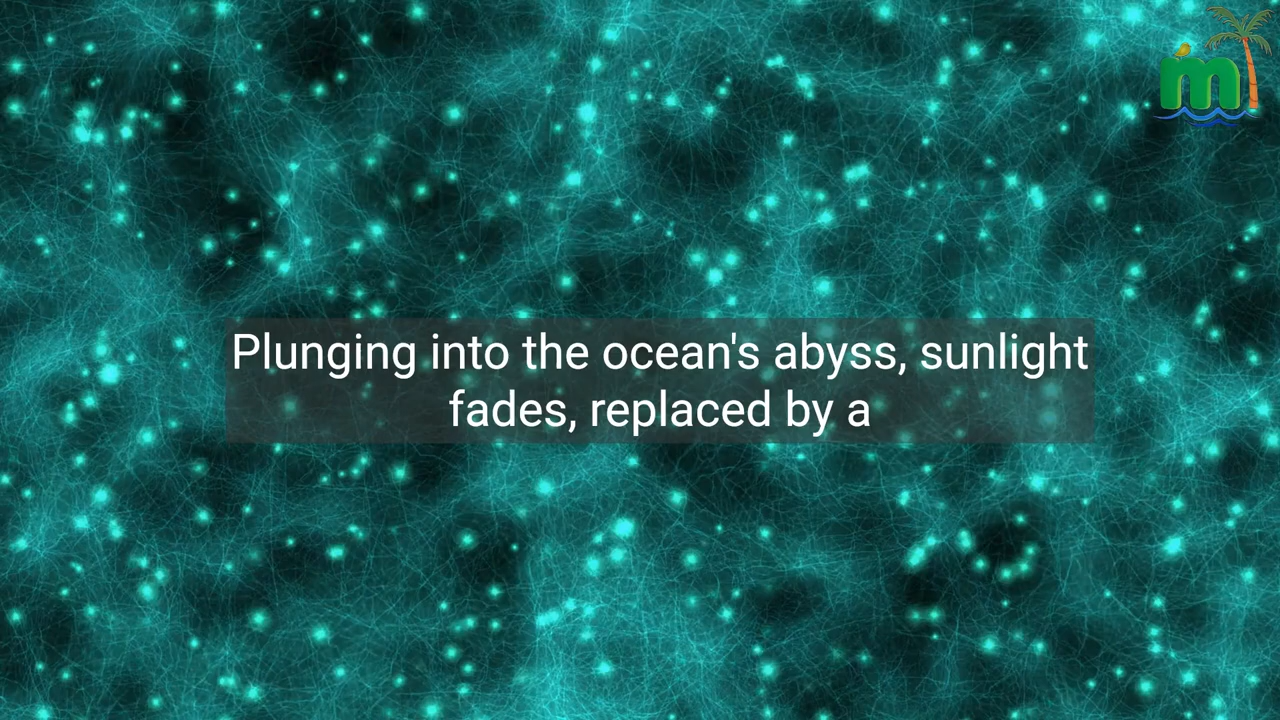 m
Plunging into the ocean's abyss, sunlight
fades, replaced by a